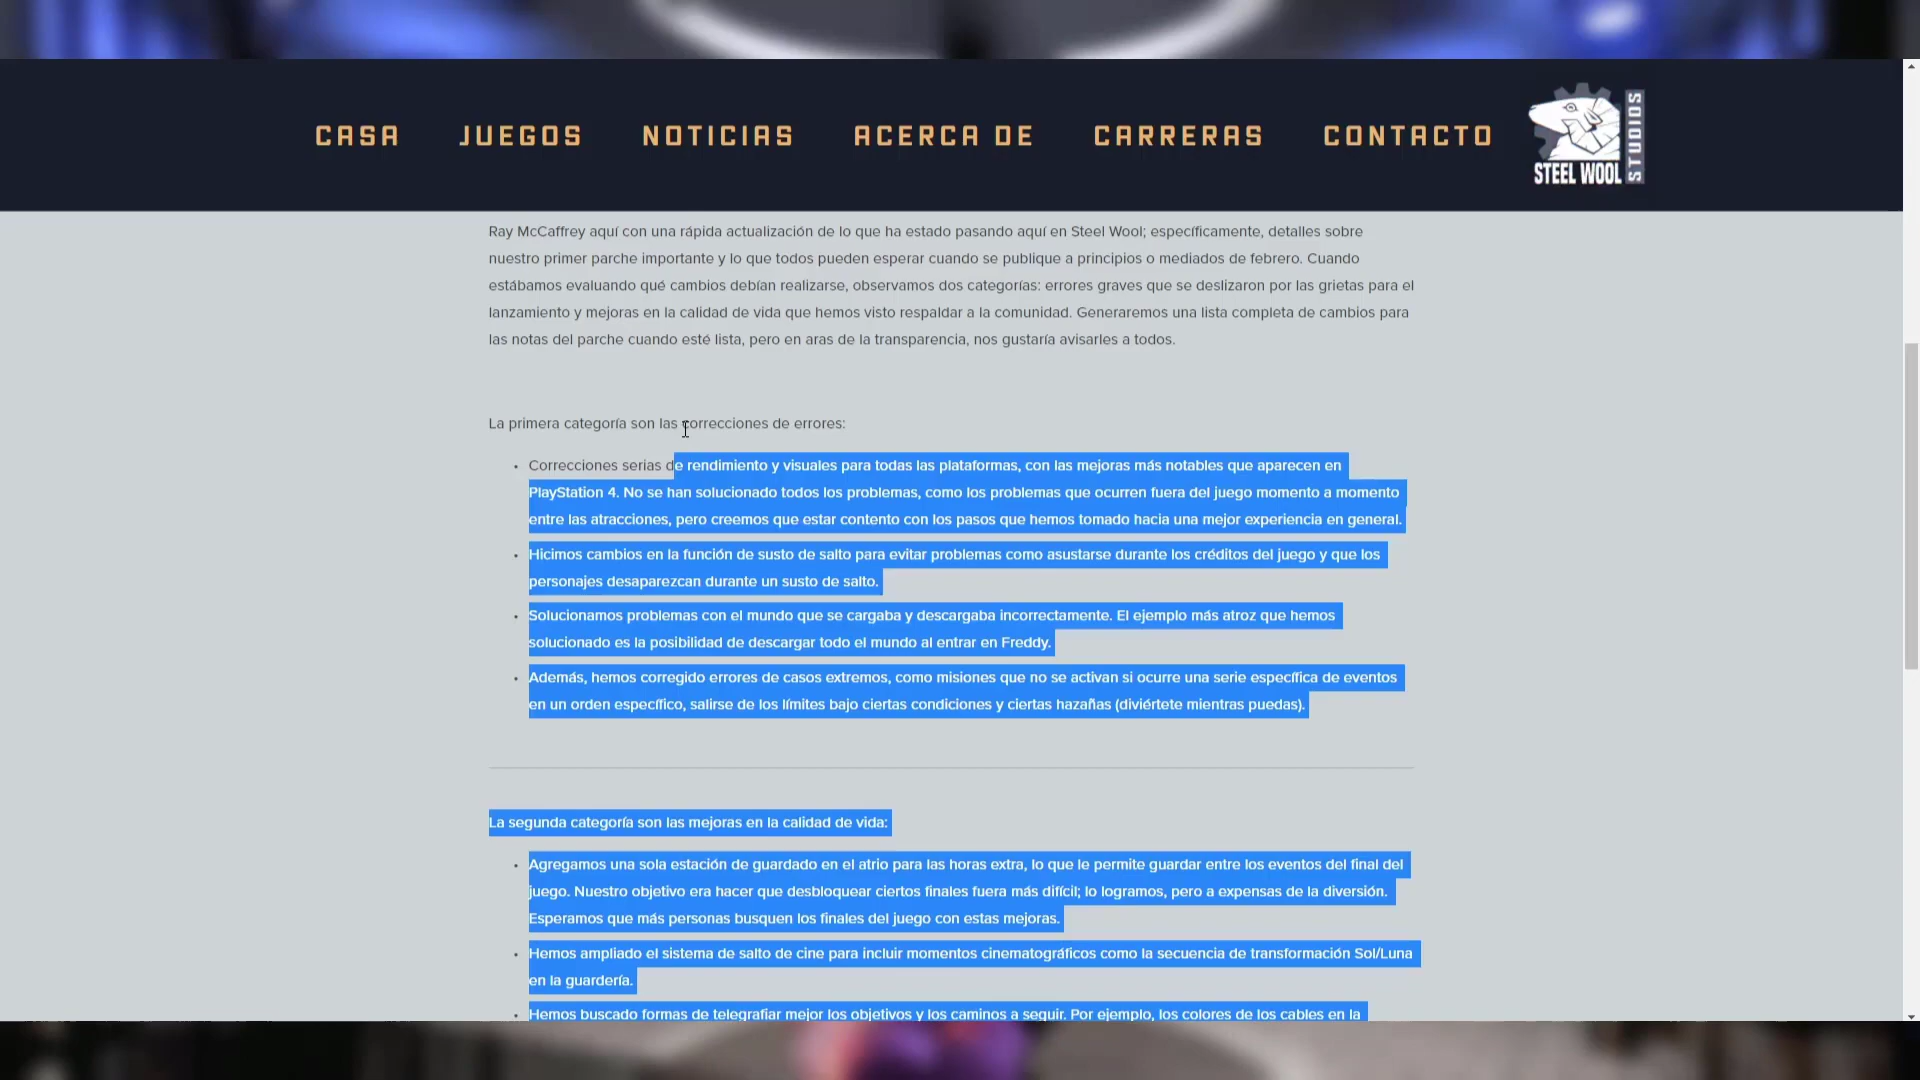 CASA JUEGOS NOTICIAS ACERCA DE CARRERAS CONTACTO
STEEL WOOL
STUDIOS
Ray McCaffrey aquí con una rápida actualización de lo que ha estado pasando aquí en Steel Wool; específicamente, detalles sobre
nuestro primer parche importante y lo que todos pueden esperar cuando se publique a principios o mediados de febrero. Cuando
estábamos evaluando qué cambios debían realizarse, observamos dos categorías: errores graves que se deslizaron por las grietas para el
lanzamiento y mejoras en la calidad de vida que hemos visto respaldar a la comunidad. Generaremos una lista completa de cambios para
las notas del parche cuando esté lista, pero en aras de la transparencia, nos gustaría avisarles a todos.
La primera categoría son las correcciones de errores:
Correcciones serias de rendimiento y visuales para todas las plataformas, con las mejoras más notables que aparecen en
PlayStation 4. No se han solucionado todos los problemas, como los problemas que ocurren fuera del juego momento a momento
entre las atracciones, pero creemos que estar contento con los pasos que hemos tomado hacia una mejor experiencia en general.
Hicimos cambios en la función de susto de salto para evitar problemas como asustarse durante los créditos del juego y que los
personajes desaparezcan durante un susto de salto.
Solucionamos problemas con el mundo que se cargaba y descargaba incorrectamente. El ejemplo más atroz que hemos
solucionado es la posibilidad de descargar todo el mundo al entrar en Freddy.
Además, hemos corregido errores de casos extremos, como misiones que no se activan si ocurre una serie específica de eventos
en un orden específico, salirse de los límites bajo ciertas condiciones y ciertas hazañas (diviértete mientras puedas).
La segunda categoría son las mejoras en la calidad de vida:
Agregamos una sola estación de guardado en el atrio para las horas extra, lo que le permite guardar entre los eventos del final del
juego. Nuestro objetivo era hacer que desbloquear ciertos finales fuera más difícil; lo logramos, pero a expensas de la diversión.
Esperamos que más personas busquen los finales del juego con estas mejoras.
Hemos ampliado el sistema de salto de cine para incluir momentos cinematográficos como la secuencia de transformación Sol/Luna
en la guardería.
Hemos buscado formas de telegrafiar mejor los objetivos y los caminos a seguir. Por ejemplo, los colores de los cables en la